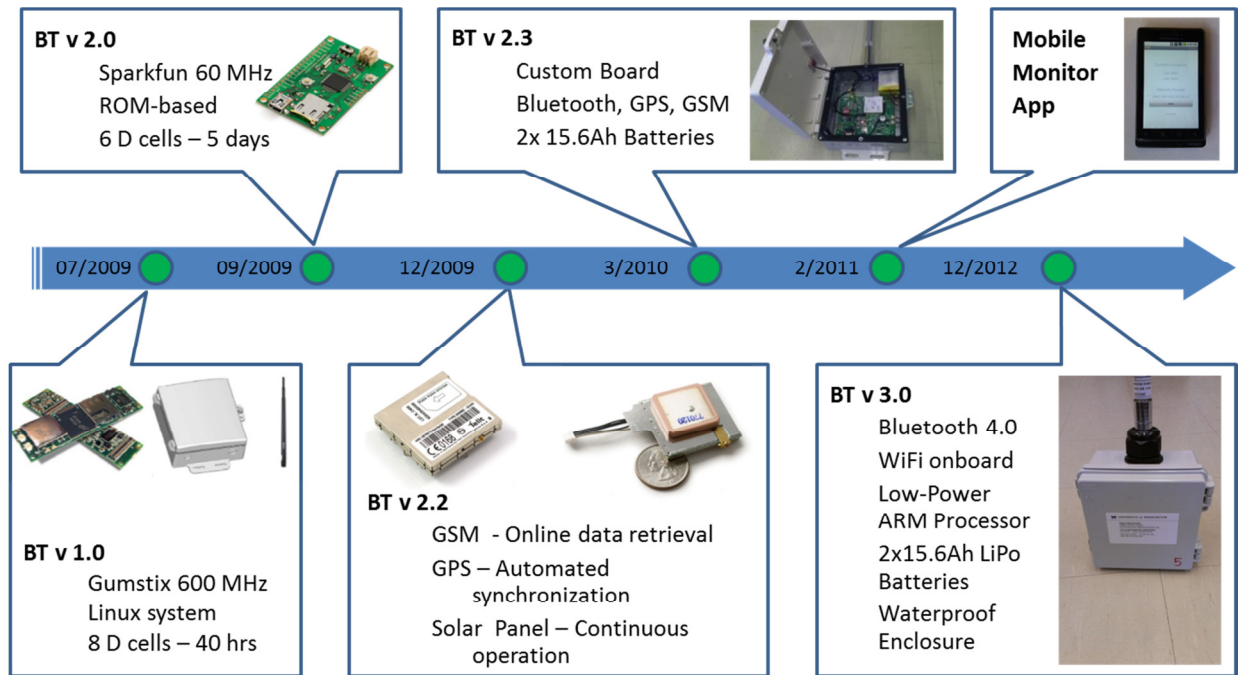 BT v 2.0
Sparkfun 60 MHz
ROM-based
6 D cells – 5 days
BT v 2.3
Custom Board
Bluetooth, GPS, GSM
2x 15.6Ah Batteries
Mobile
Monitor
App
07/2009
09/2009
12/2009
3/2010
2/2011
12/2012
BT v 1.0
Gumstix 600 MHz
Linux system
8 D cells – 40 hrs
CE0168
Telit
BT v 2.2
GSM - Online data retrieval
GPS – Automated
synchronization
Solar Panel – Continuous
operation
BT v 3.0
Bluetooth 4.0
WiFi onboard
Low-Power
ARM Processor
2x15.6Ah LiPo
Batteries
Waterproof
Enclosure
5